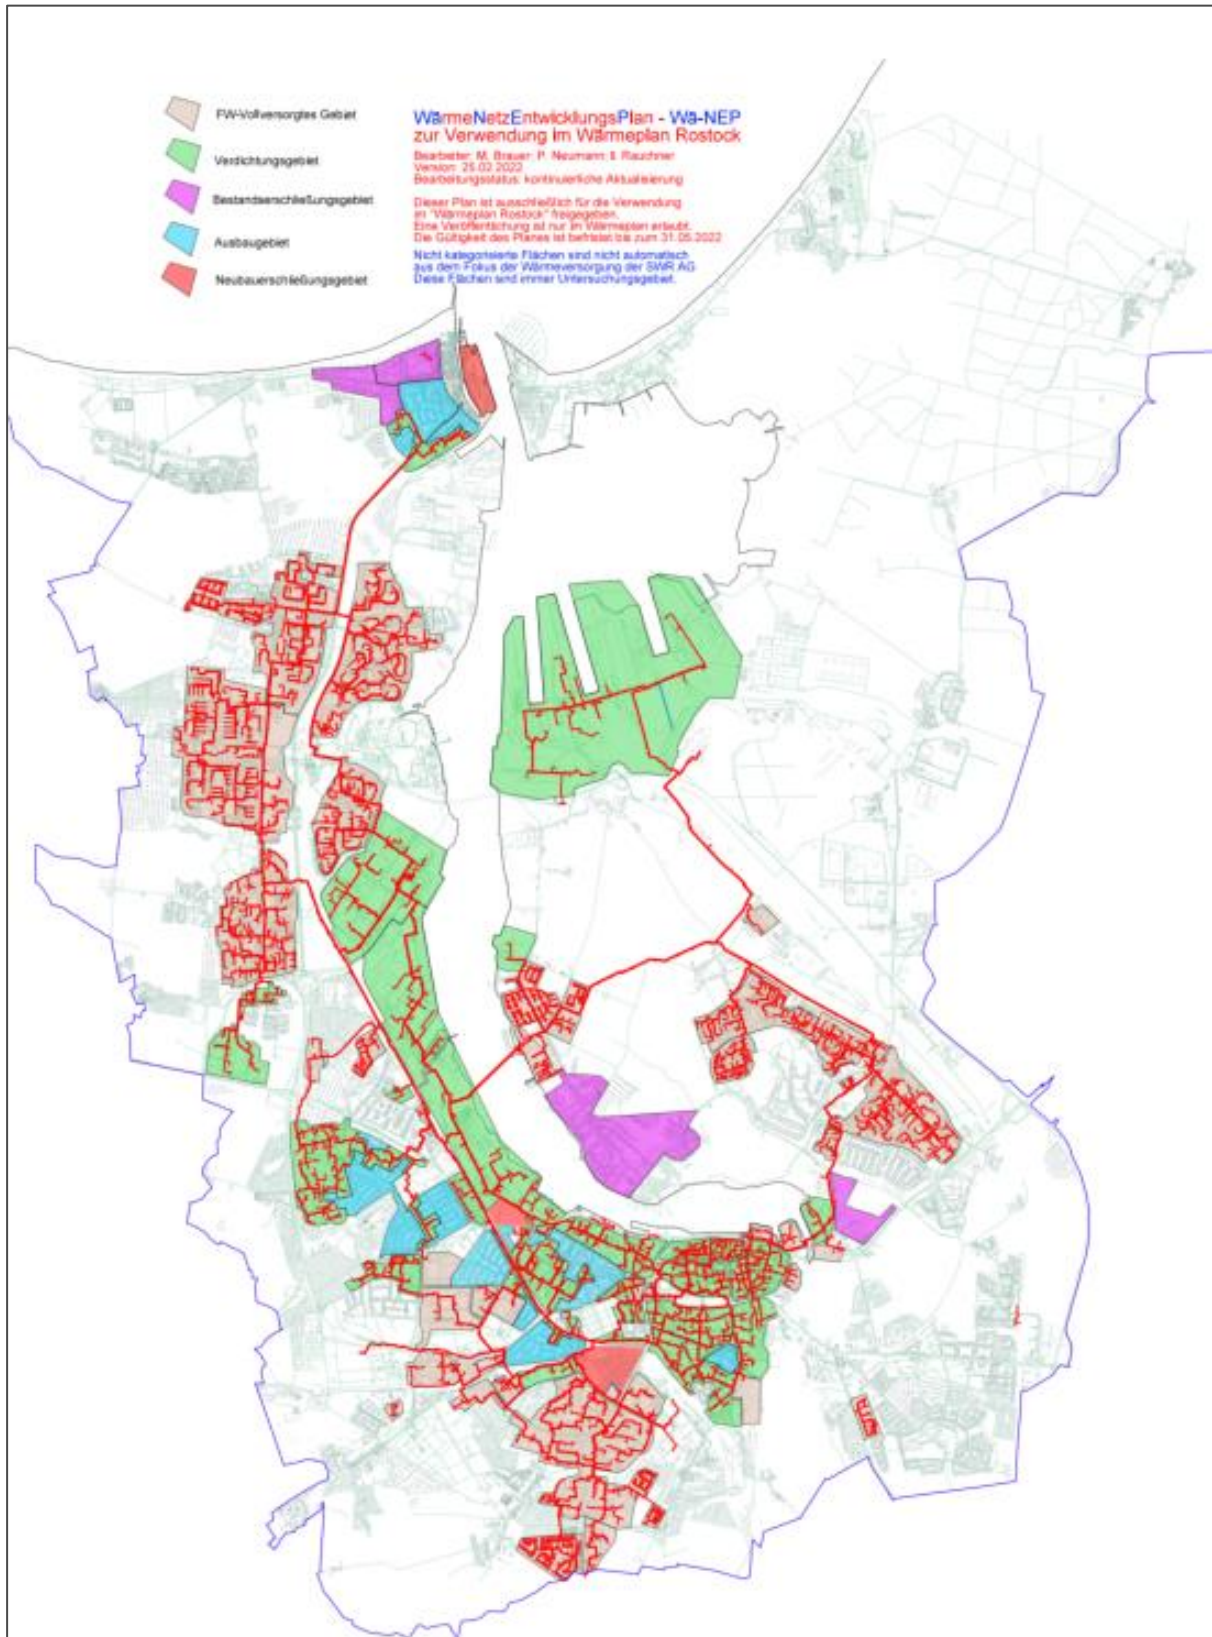 FW-Vollversorgtes Gebiet
Verdichtungsgebiet
Bestandserschließungsgebiet
Ausbaugebiet
Neubauerschließungsgebiet
WärmeNetzEntwicklungsPlan - Wä-NEP
zur Verwendung im Wärmeplan Rostock
Bearbeiter: M. Brauer; P. Neumann; S. Rauchner
Version: 25.02.2022
Bearbeitungsstatus: kontinuierliche Aktualisierung
Dieser Plan ist ausschließlich für die Verwendung
im "Wärmeplan Rostock" freigegeben.
Eine Veröffentlichung ist nur im Wärmeplan erlaubt.
Die Gültigkeit des Planes ist befristet bis zum 31.05.2022
Nicht kategorisierte Flächen sind nicht automatisch
aus dem Fokus der Wärmeversorgung der SWR AG
Diese Flächen sind immer Untersuchungsgebiet.